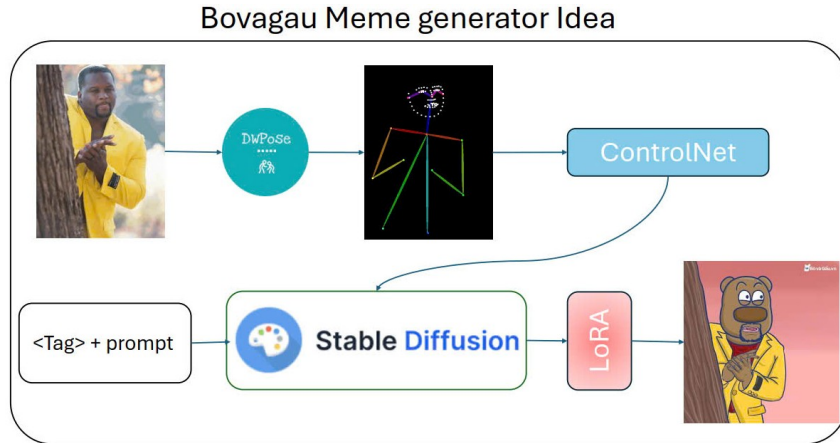 Bovagau Meme generator Idea
DWPose
ControlNet
<Tag> + prompt
Stable Diffusion
LoRA